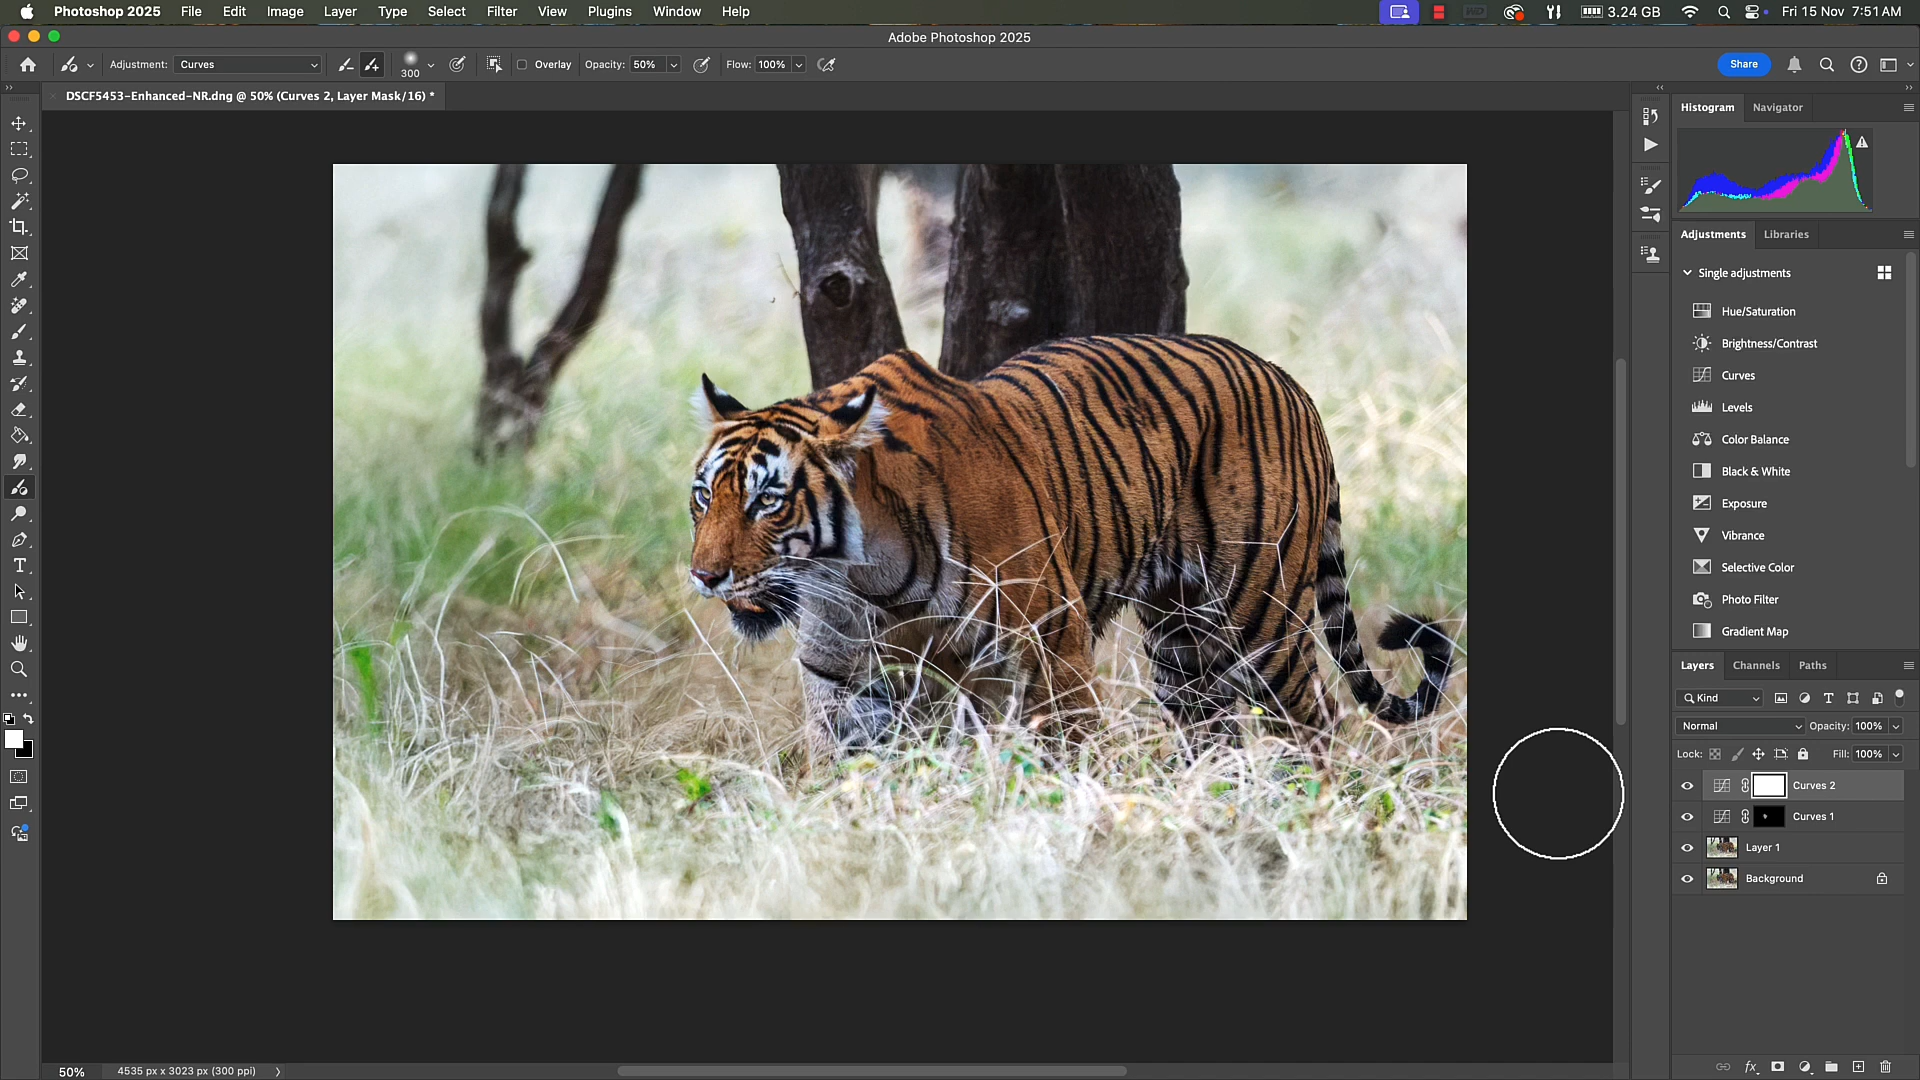 Photoshop 2025 File Edit Image Layer Type Select Filter View Plugins Window Help 3.24 GB Fri 15 Nov 7:51 AM
Adobe Photoshop 2025
Adjustment: Curves 300 Overlay Opacity: 50% Flow: 100% Share
DSCF5453-Enhanced-NR.dng @ 50% (Curves 2, Layer Mask/16) *
Histogram Navigator
Adjustments Libraries
Single adjustments
Hue/Saturation
Brightness/Contrast
Curves
Levels
Color Balance
Black & White
Exposure
Vibrance
Selective Color
Photo Filter
Gradient Map
Layers Channels Paths
Kind
Normal Opacity: 100%
Lock: Fill: 100%
Curves 2
Curves 1
Layer 1
Background
50% 4535 px x 3023 px (300 ppi)